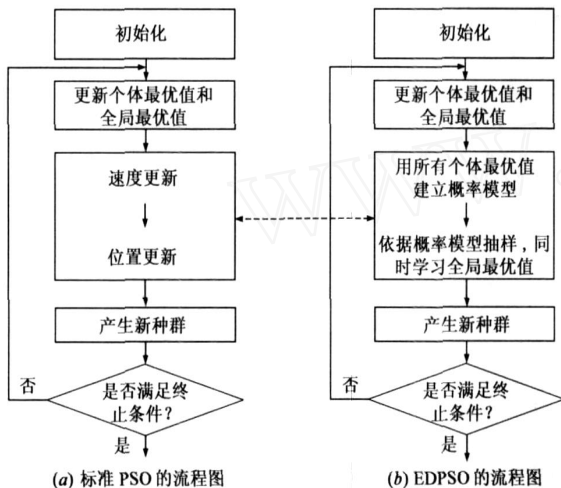 初始化
更新个体最优值和
全局最优值
速度更新
位置更新
产生新种群
否
是否满足终
止条件?
是
(a) 标准 PSO 的流程图
初始化
更新个体最优值和
全局最优值
用所有个体最优值
建立概率模型
依据概率模型抽样,同
时学习全局最优值
产生新种群
否
是否满足终
止条件?
是
(b) EDPSO 的流程图